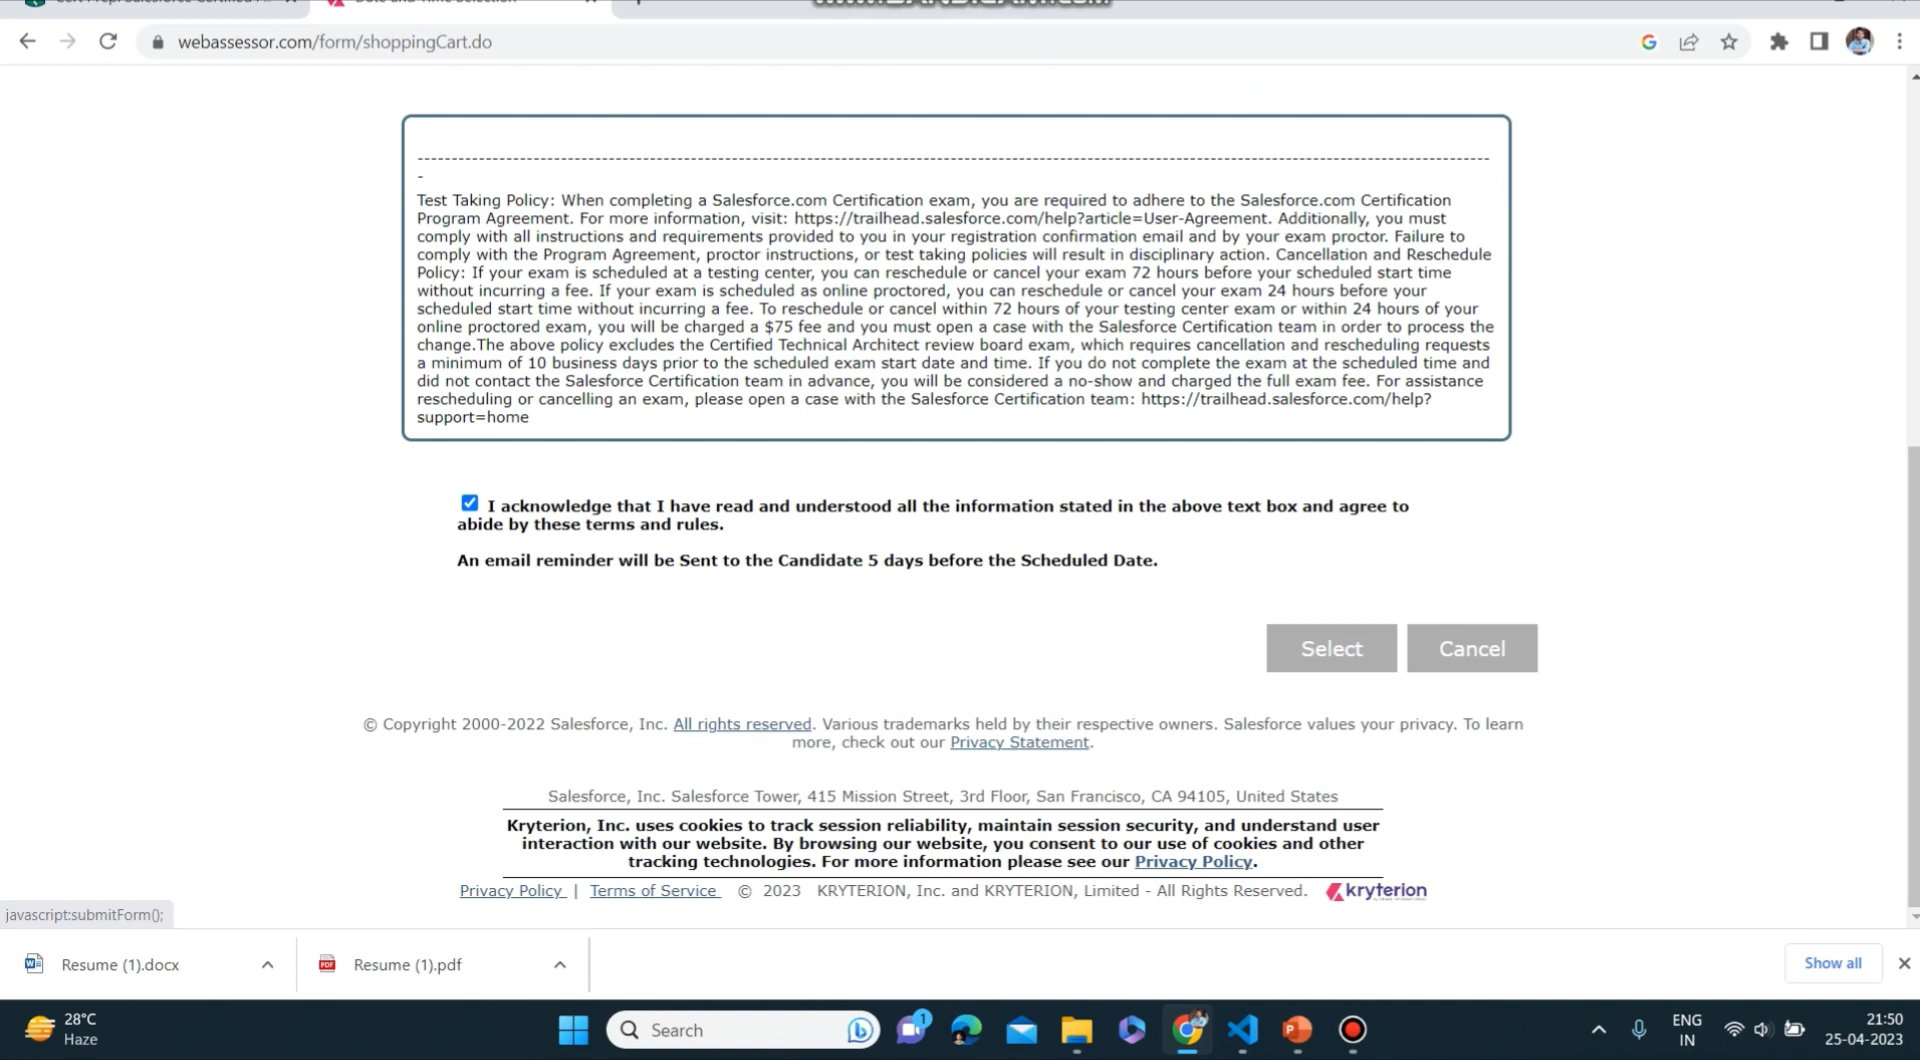 webassessor.com/form/shoppingCart.do
Test Taking Policy: When completing a Salesforce.com Certification exam, you are required to adhere to the Salesforce.com Certification
Program Agreement. For more information, visit: https://trailhead.salesforce.com/help?article=User-Agreement. Additionally, you must
comply with all instructions and requirements provided to you in your registration confirmation email and by your exam proctor. Failure to
comply with the Program Agreement, proctor instructions, or test taking policies will result in disciplinary action. Cancellation and Reschedule
Policy: If your exam is scheduled at a testing center, you can reschedule or cancel your exam 72 hours before your scheduled start time
without incurring a fee. If your exam is scheduled as online proctored, you can reschedule or cancel your exam 24 hours before your
scheduled start time without incurring a fee. To reschedule or cancel within 72 hours of your testing center exam or within 24 hours of your
online proctored exam, you will be charged a $75 fee and you must open a case with the Salesforce Certification team in order to process the
change.The above policy excludes the Certified Technical Architect review board exam, which requires cancellation and rescheduling requests
a minimum of 10 business days prior to the scheduled exam start date and time. If you do not complete the exam at the scheduled time and
did not contact the Salesforce Certification team in advance, you will be considered a no-show and charged the full exam fee. For assistance
rescheduling or cancelling an exam, please open a case with the Salesforce Certification team: https://trailhead.salesforce.com/help?
support=home
I acknowledge that I have read and understood all the information stated in the above text box and agree to
abide by these terms and rules.
An email reminder will be Sent to the Candidate 5 days before the Scheduled Date.
Select Cancel
© Copyright 2000-2022 Salesforce, Inc. All rights reserved. Various trademarks held by their respective owners. Salesforce values your privacy. To learn
more, check out our Privacy Statement.
Salesforce, Inc. Salesforce Tower, 415 Mission Street, 3rd Floor, San Francisco, CA 94105, United States
Kryterion, Inc. uses cookies to track session reliability, maintain session security, and understand user
interaction with our website. By browsing our website, you consent to our use of cookies and other
tracking technologies. For more information please see our Privacy Policy.
Privacy Policy | Terms of Service © 2023 KRYTERION, Inc. and KRYTERION, Limited - All Rights Reserved. kryterion
javascript:submitForm();
Resume (1).docx
Resume (1).pdf
Show all
28°C
Haze
Search
1
ENG
IN
21:50
25-04-2023